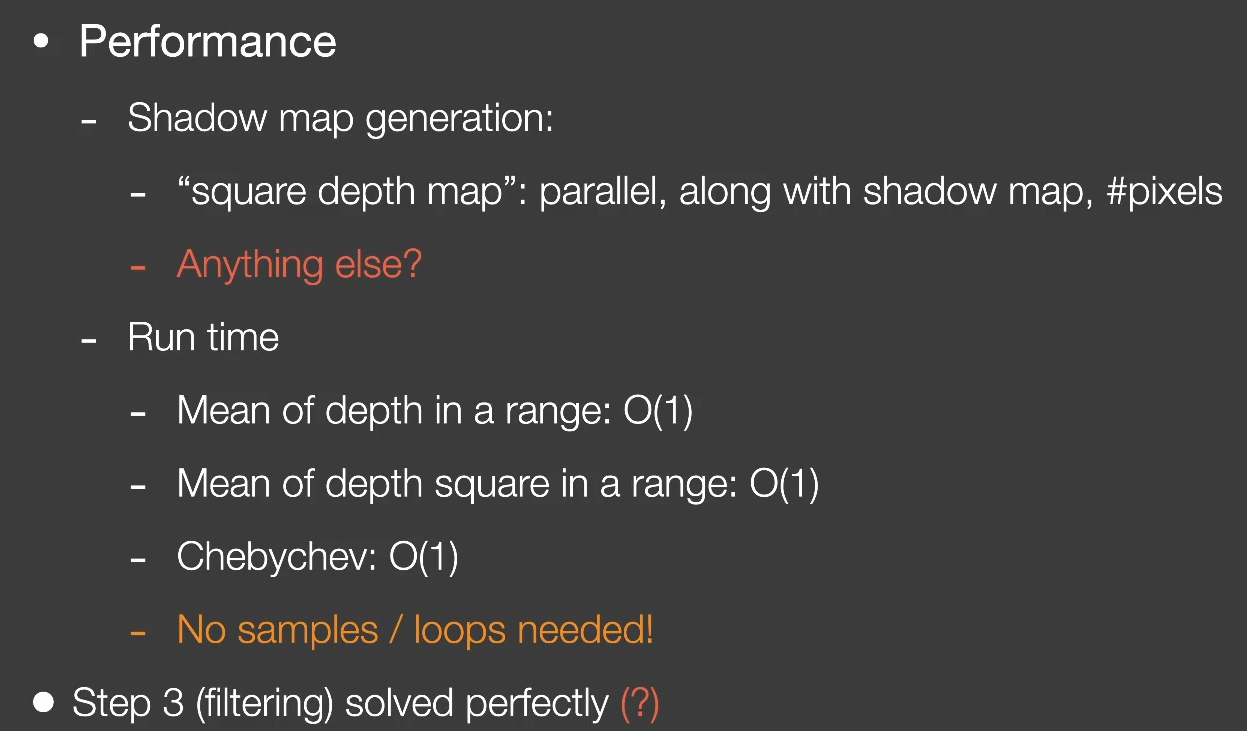 • Performance
- Shadow map generation:
- “square depth map”: parallel, along with shadow map, #pixels
- Anything else?
- Run time
- Mean of depth in a range: O(1)
- Mean of depth square in a range: O(1)
- Chebychev: O(1)
- No samples / loops needed!
• Step 3 (filtering) solved perfectly (?)